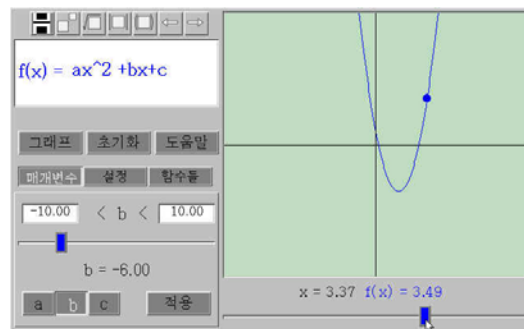 f(x) = ax^2 +bx+c
그래프 초기화 도움말
매개변수 설정 함수들
-10.00 < b < 10.00
b = -6.00
a b c 적용
x = 3.37 f(x) = 3.49